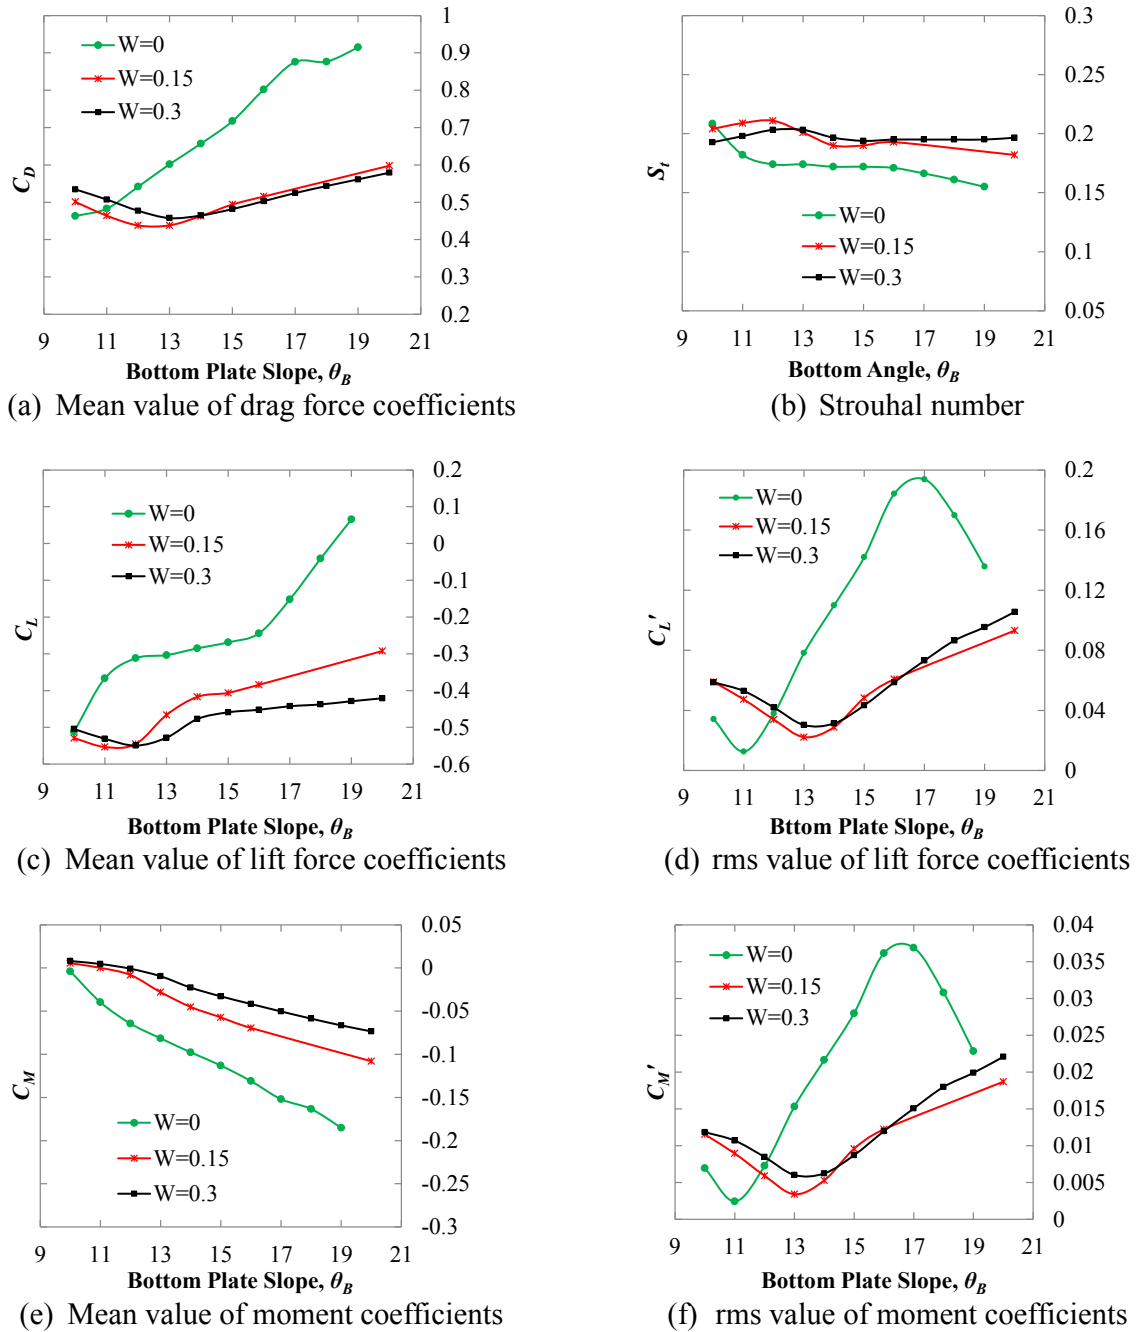 1
0.9
0.8
0.7
0.6
0.5
0.4
0.3
0.2
C_D
W=0
W=0.15
W=0.3
9 11 13 15 17 19 21
Bottom Plate Slope, θ_B
(a) Mean value of drag force coefficients
0.3
0.25
0.2
0.15
0.1
0.05
S_t
W=0
W=0.15
W=0.3
9 11 13 15 17 19 21
Bottom Angle, θ_B
(b) Strouhal number
0.2
0.1
0
-0.1
-0.2
-0.3
-0.4
-0.5
-0.6
C_L
W=0
W=0.15
W=0.3
9 11 13 15 17 19 21
Bottom Plate Slope, θ_B
(c) Mean value of lift force coefficients
0.2
0.16
0.12
0.08
0.04
0
C_L'
W=0
W=0.15
W=0.3
9 11 13 15 17 19 21
Bttom Plate Slope, θ_B
(d) rms value of lift force coefficients
0.05
0
-0.05
-0.1
-0.15
-0.2
-0.25
-0.3
C_M
W=0
W=0.15
W=0.3
9 11 13 15 17 19 21
Bottom Plate Slope, θ_B
(e) Mean value of moment coefficients
0.04
0.035
0.03
0.025
0.02
0.015
0.01
0.005
0
C_M'
W=0
W=0.15
W=0.3
9 11 13 15 17 19 21
Bottom Plate Slope, θ_B
(f) rms value of moment coefficients